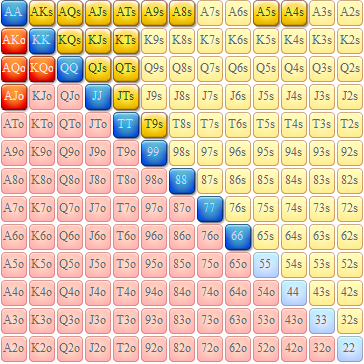 AA AKs AQs AJs ATs A9s A8s A7s A6s A5s A4s A3s A2s
AKo KK KQs KJs KTs K9s K8s K7s K6s K5s K4s K3s K2s
AQo KQo QQ QJs QTs Q9s Q8s Q7s Q6s Q5s Q4s Q3s Q2s
AJo KJo QJo JJ JTs J9s J8s J7s J6s J5s J4s J3s J2s
ATo KTo QTo JTo TT T9s T8s T7s T6s T5s T4s T3s T2s
A9o K9o Q9o J9o T9o 99 98s 97s 96s 95s 94s 93s 92s
A8o K8o Q8o J8o T8o 98o 88 87s 86s 85s 84s 83s 82s
A7o K7o Q7o J7o T7o 97o 87o 77 76s 75s 74s 73s 72s
A6o K6o Q6o J6o T6o 96o 86o 76o 66 65s 64s 63s 62s
A5o K5o Q5o J5o T5o 95o 85o 75o 65o 55 54s 53s 52s
A4o K4o Q4o J4o T4o 94o 84o 74o 64o 54o 44 43s 42s
A3o K3o Q3o J3o T3o 93o 83o 73o 63o 53o 43o 33 32s
A2o K2o Q2o J2o T2o 92o 82o 72o 62o 52o 42o 32o 22